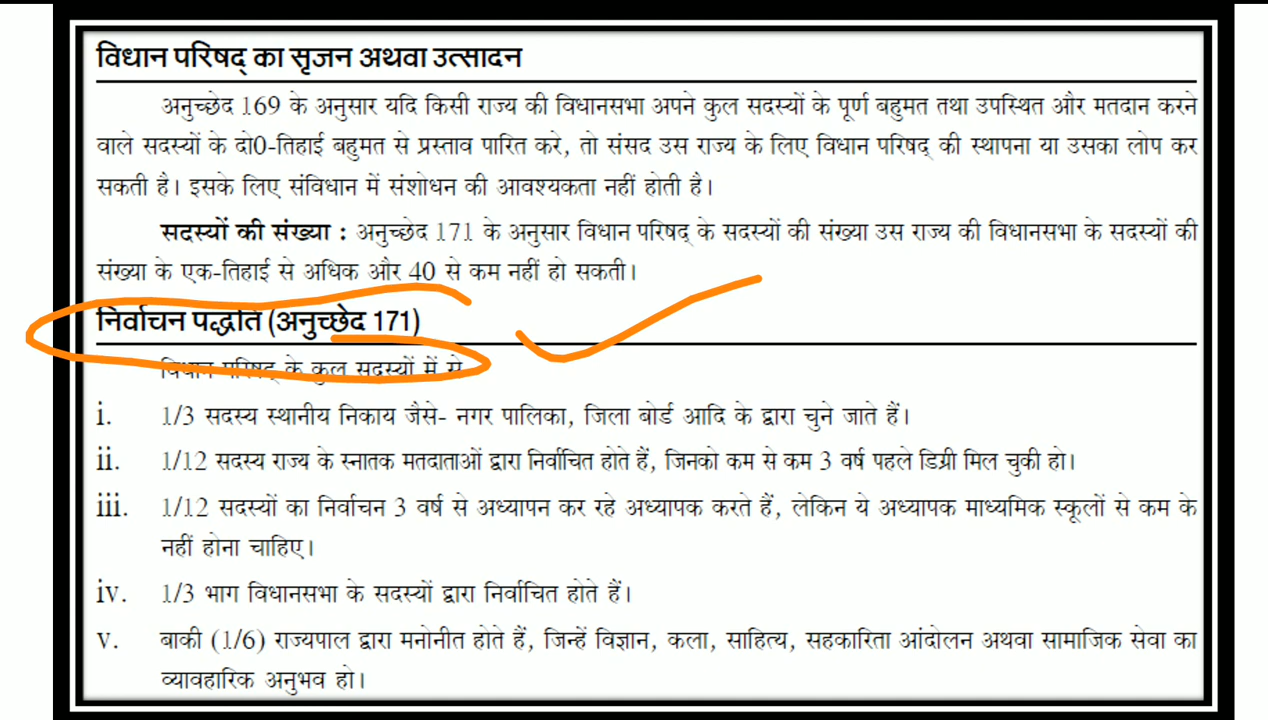 विधान परिषद् का सृजन अथवा उत्सादन
अनुच्छेद 169 के अनुसार यदि किसी राज्य की विधानसभा अपने कुल सदस्यों के पूर्ण बहुमत तथा उपस्थित और मतदान करने
वाले सदस्यों के दो0-तिहाई बहुमत से प्रस्ताव पारित करे, तो संसद उस राज्य के लिए विधान परिषद् की स्थापना या उसका लोप कर
सकती है। इसके लिए संविधान में संशोधन की आवश्यकता नहीं होती है।
सदस्यों की संख्या : अनुच्छेद 171 के अनुसार विधान परिषद् के सदस्यों की संख्या उस राज्य की विधानसभा के सदस्यों की
संख्या के एक-तिहाई से अधिक और 40 से कम नहीं हो सकती।
निर्वाचन पद्धति (अनुच्छेद 171)
विधान परिषद् के कुल सदस्यों में से
i. 1/3 सदस्य स्थानीय निकाय जैसे- नगर पालिका, जिला बोर्ड आदि के द्वारा चुने जाते हैं।
ii. 1/12 सदस्य राज्य के स्नातक मतदाताओं द्वारा निर्वाचित होते हैं, जिनको कम से कम 3 वर्ष पहले डिग्री मिल चुकी हो।
iii. 1/12 सदस्यों का निर्वाचन 3 वर्ष से अध्यापन कर रहे अध्यापक करते हैं, लेकिन ये अध्यापक माध्यमिक स्कूलों से कम के
नहीं होना चाहिए।
iv. 1/3 भाग विधानसभा के सदस्यों द्वारा निर्वाचित होते हैं।
v. बाकी (1/6) राज्यपाल द्वारा मनोनीत होते हैं, जिन्हें विज्ञान, कला, साहित्य, सहकारिता आंदोलन अथवा सामाजिक सेवा का
व्यावहारिक अनुभव हो।